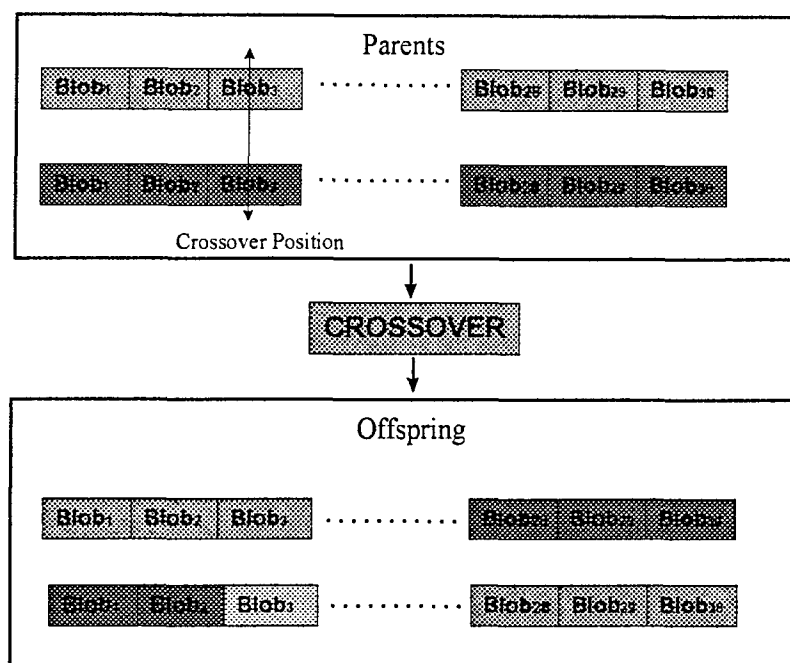 Parents
Blob₁ Blob₂ Blob₃ ........... Blob₂₈ Blob₂₉ Blob₃₀
Blob₁ Blob₂ Blob₃ ........... Blob₂₈ Blob₂₉ Blob₃₀
Crossover Position
CROSSOVER
Offspring
Blob₁ Blob₂ Blob₃ ........... Blob₂₈ Blob₂₉ Blob₃₀
Blob₁ Blob₂ Blob₃ ........... Blob₂₈ Blob₂₉ Blob₃₀